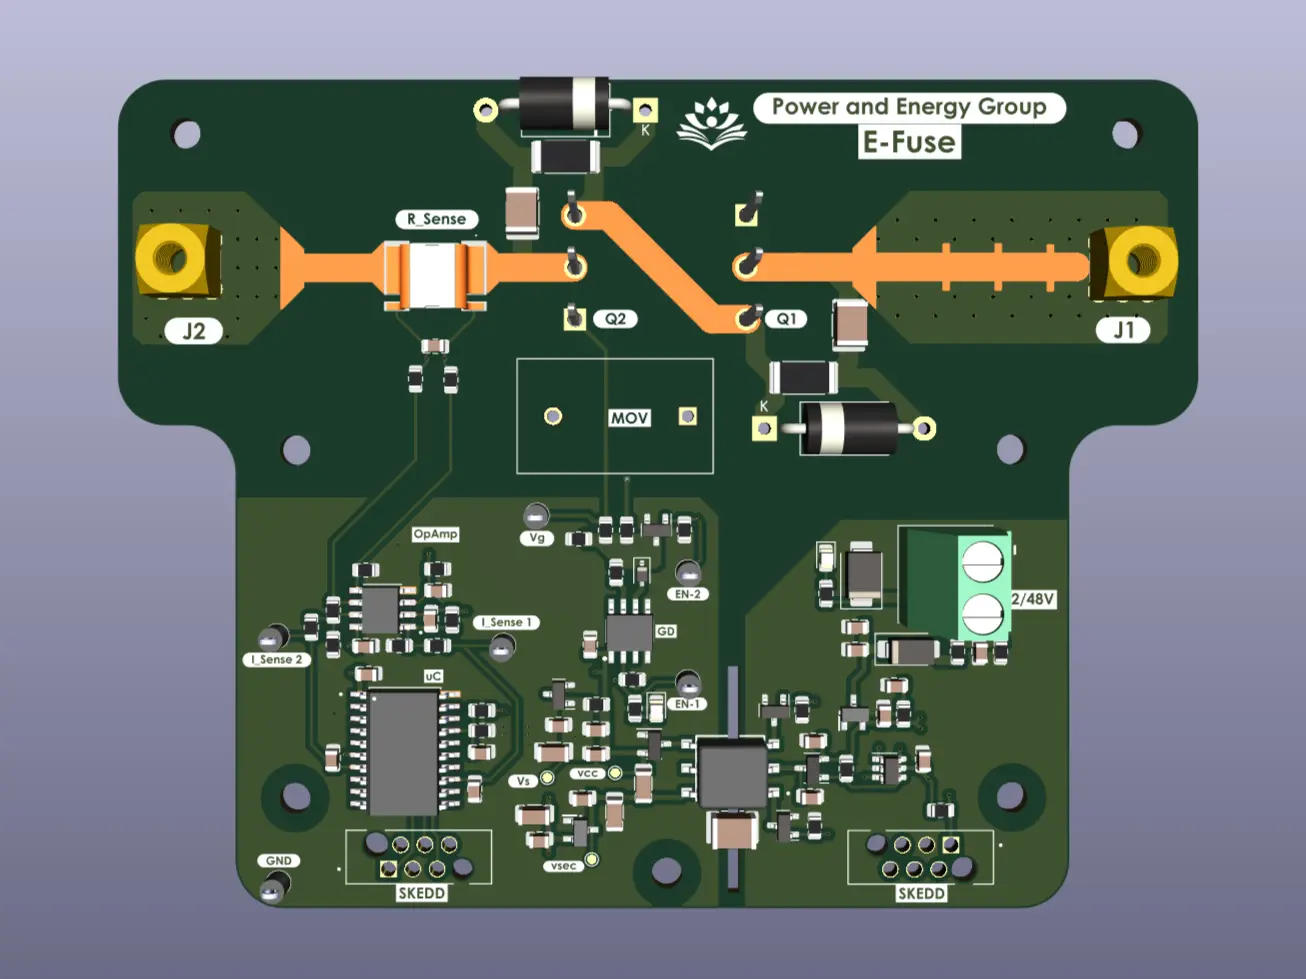 Power and Energy Group
K
E-Fuse
R_Sense
J2
Q2
Q1
J1
K
MOV
OpAmp
Vg
EN-2
2/48V
I_Sense 1
GD
I_Sense 2
uC
EN-1
Vs
vcc
vsec
GND
SKEDD
SKEDD